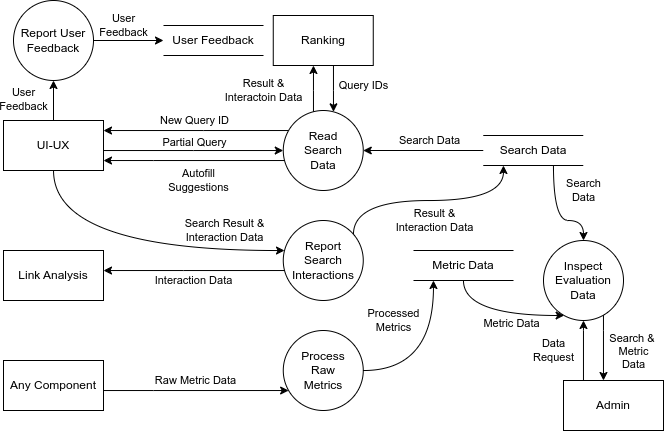 Report User
Feedback
User
Feedback
User Feedback
Ranking
User
Feedback
Result &
Interactoin Data
Query IDs
UI-UX
New Query ID
Partial Query
Autofill
Suggestions
Read
Search
Data
Search Data
Search Data
Search
Data
Search Result &
Interaction Data
Report
Search
Interactions
Result &
Interaction Data
Link Analysis
Interaction Data
Metric Data
Inspect
Evaluation
Data
Processed
Metrics
Metric Data
Data
Request
Search &
Metric
Data
Any Component
Raw Metric Data
Process
Raw
Metrics
Admin